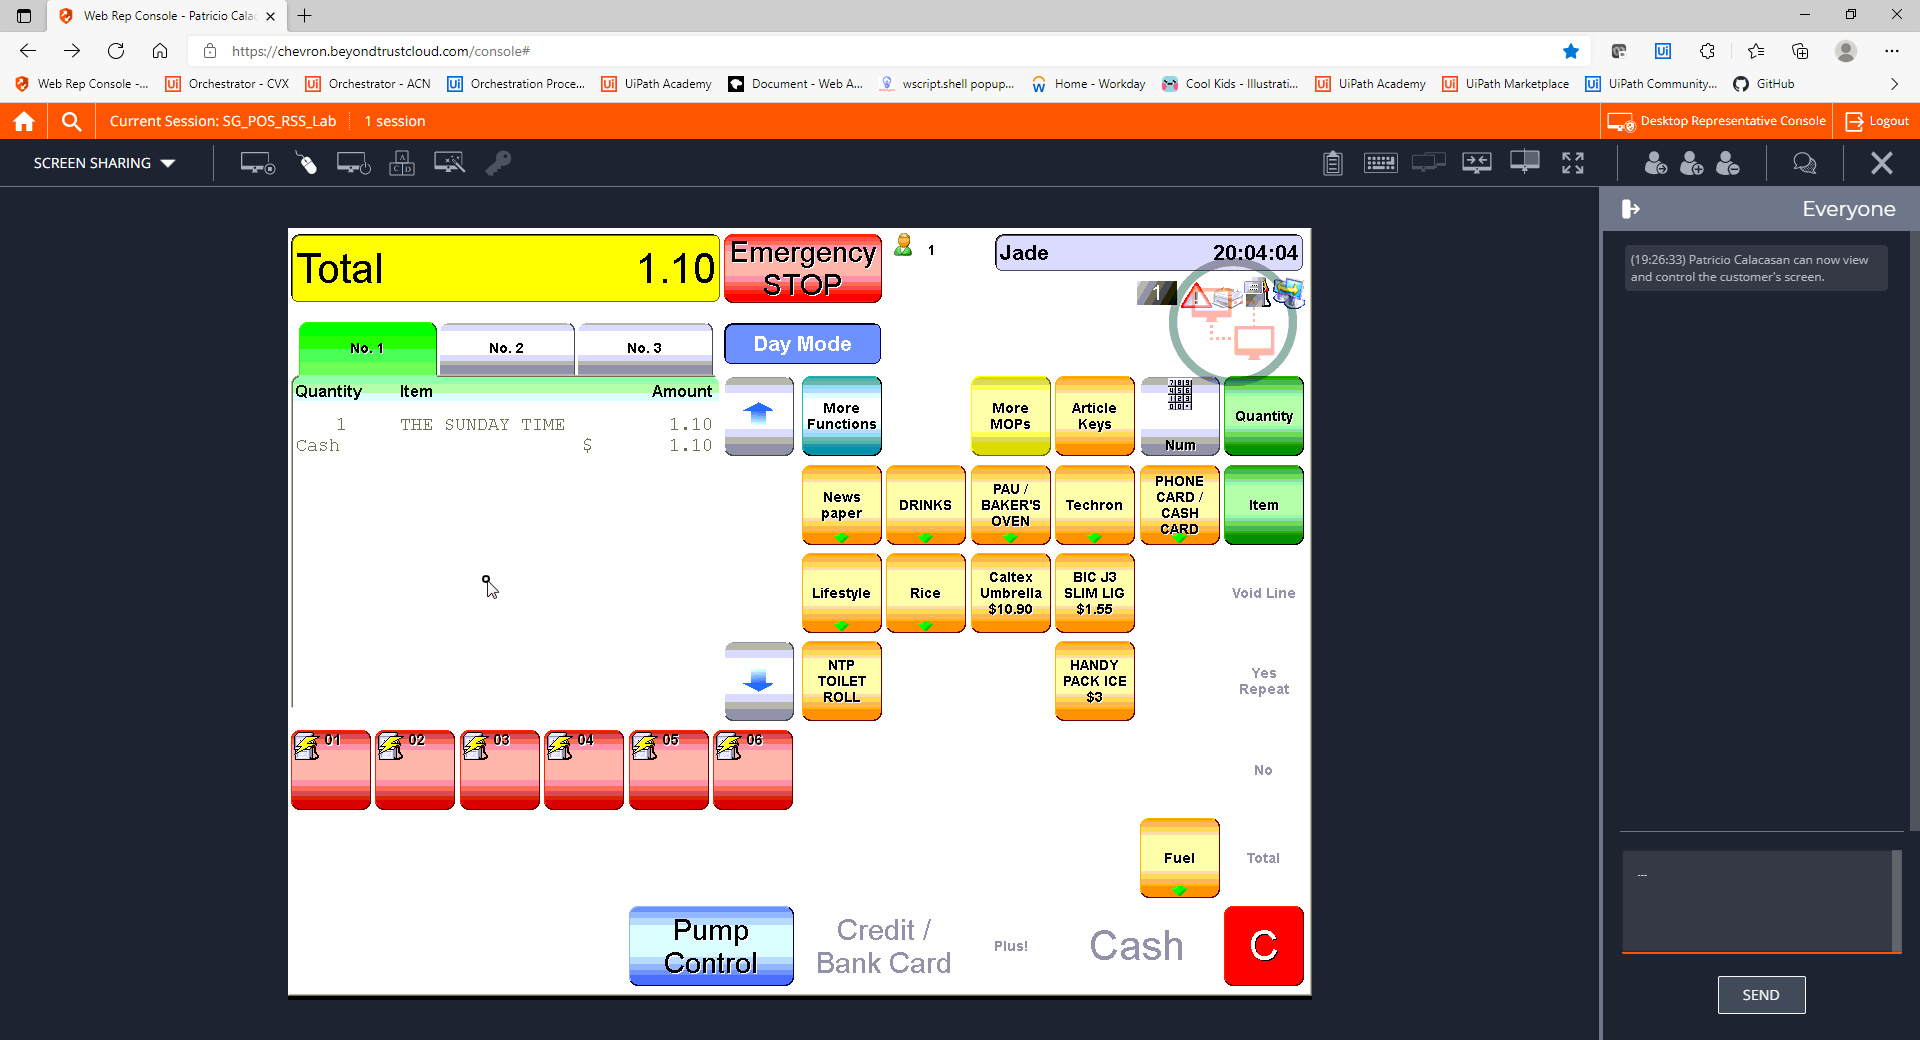 Web Rep Console - Patricio Cala
https://chevron.beyondtrustcloud.com/console#
Web Rep Console -...
Orchestrator - CVX
Orchestrator - ACN
Orchestration Proce...
UiPath Academy
Document - Web A...
wscript.shell popup...
Home - Workday
Cool Kids - Illustrati...
UiPath Academy
UiPath Marketplace
UiPath Community...
GitHub
Current Session: SG_POS_RSS_Lab
1 session
Desktop Representative Console
Logout
SCREEN SHARING
Everyone
(19:26:33) Patricio Calacasan can now view
and control the customer's screen.
Total 1.10
Emergency
STOP
1
Jade 20:04:04
1
No. 1
No. 2
No. 3
Day Mode
Quantity Item Amount
1 THE SUNDAY TIME 1.10
Cash $ 1.10
More
Functions
More
MOPs
Article
Keys
Num
Quantity
News
paper
DRINKS
PAU /
BAKER'S
OVEN
Techron
PHONE
CARD /
CASH
CARD
Item
Lifestyle
Rice
Caltex
Umbrella
$10.90
BIC J3
SLIM LIG
$1.55
Void Line
NTP
TOILET
ROLL
HANDY
PACK ICE
$3
Yes
Repeat
01
02
03
04
05
06
No
Fuel
Total
Pump
Control
Credit /
Bank Card
Plus!
Cash
C
SEND